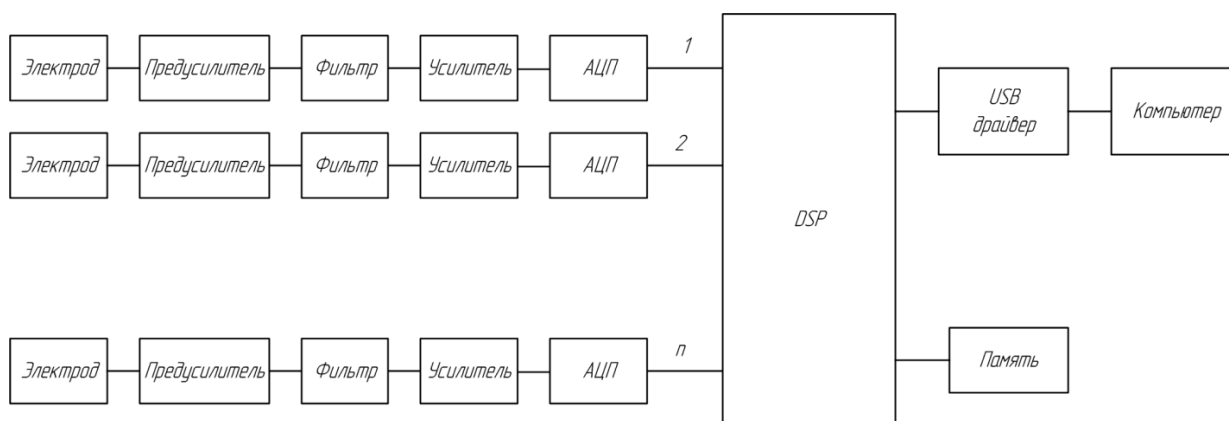 1
Электрод
Предусилитель
Фильтр
Усилитель
АЦП
USB
драйвер
Компьютер
2
Электрод
Предусилитель
Фильтр
Усилитель
АЦП
DSP
n
Электрод
Предусилитель
Фильтр
Усилитель
АЦП
Память